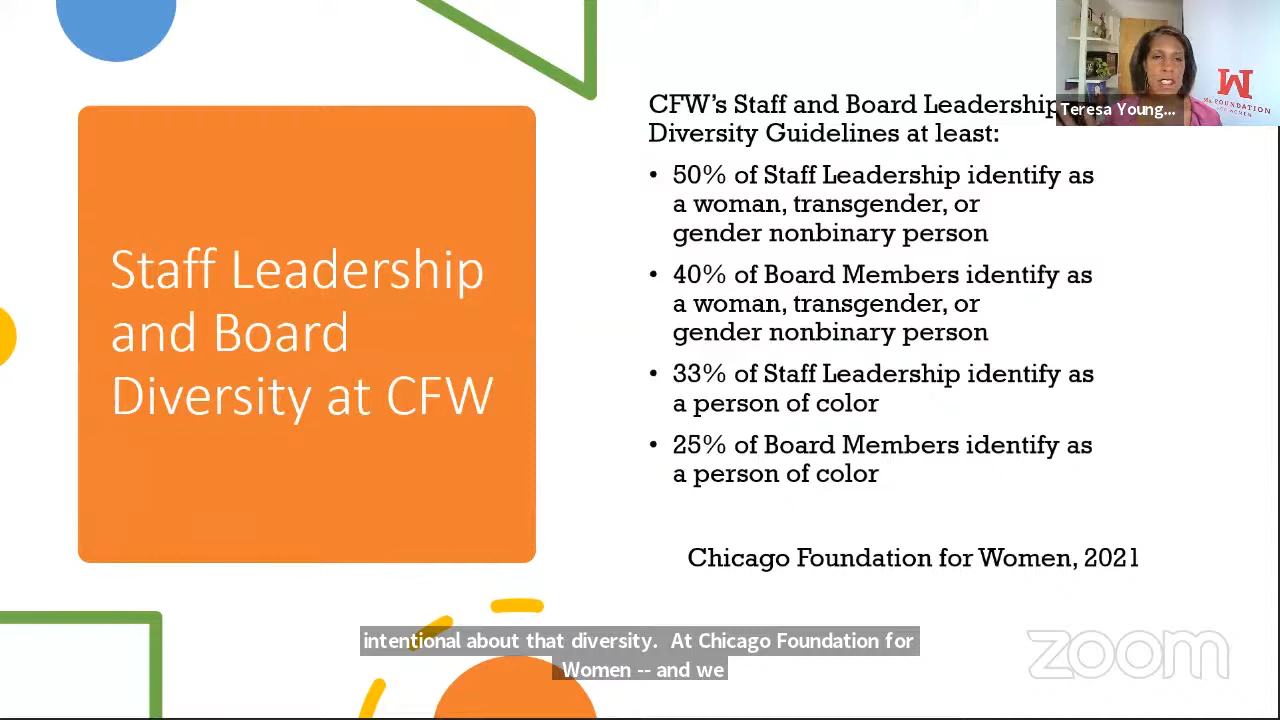 CFW's Staff and Board Leadership
Diversity Guidelines at least:
• 50% of Staff Leadership identify as
a woman, transgender, or
gender nonbinary person
• 40% of Board Members identify as
a woman, transgender, or
gender nonbinary person
• 33% of Staff Leadership identify as
a person of color
• 25% of Board Members identify as
a person of color
Chicago Foundation for Women, 2021
Staff Leadership
and Board
Diversity at CFW
Teresa Young...
FOUNDATION
intentional about that diversity. At Chicago Foundation for
Women -- and we
zoom